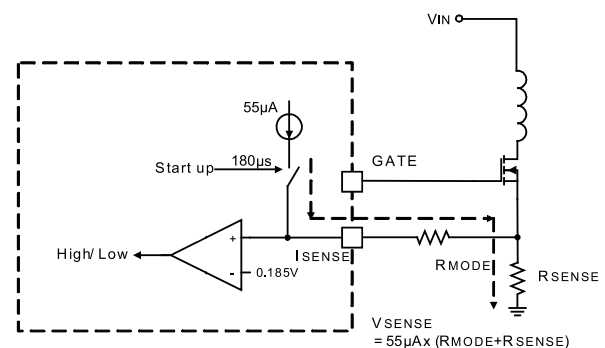 VIN
55µA
GATE
Start up
180µs
High/Low
+
ISENSE
-
0.185V
RMODE
RSENSE
VSENSE
= 55µAx (RMODE+RSENSE)